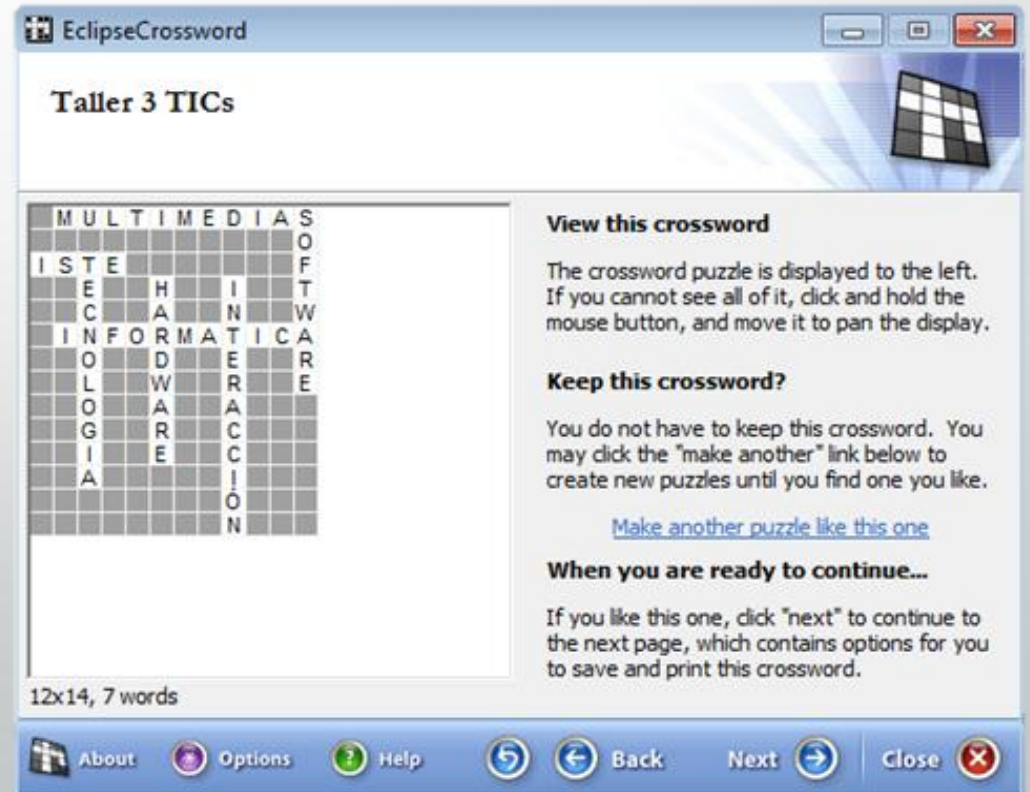 EclipseCrossword
Taller 3 TICs
M U L T I M E D I A S
O
I S T E F
E H I T
C A N W
I N F O R M A T I C A
O D E R
L W R E
O A A
G R C
I E C
A I
Ó
N
12x14, 7 words
View this crossword
The crossword puzzle is displayed to the left.
If you cannot see all of it, click and hold the
mouse button, and move it to pan the display.
Keep this crossword?
You do not have to keep this crossword. You
may click the "make another" link below to
create new puzzles until you find one you like.
Make another puzzle like this one
When you are ready to continue...
If you like this one, click "next" to continue to
the next page, which contains options for you
to save and print this crossword.
About Options Help Back Next Close